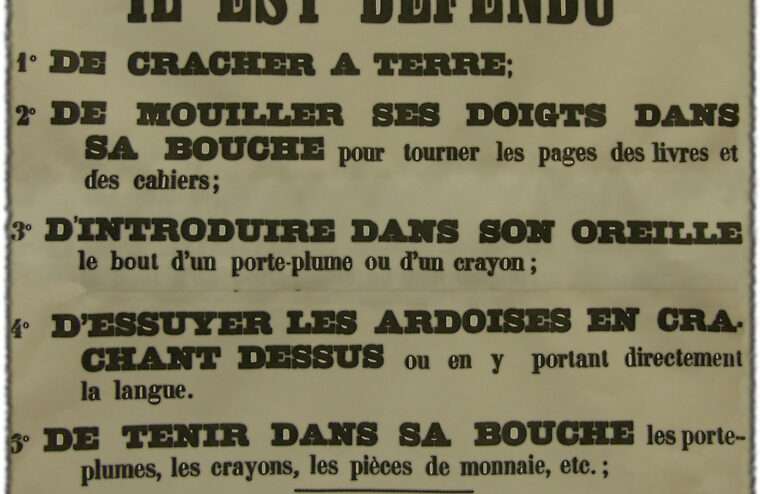 IL EST DÉFENDU
1° DE CRACHER A TERRE;
2° DE MOUILLER SES DOIGTS DANS
SA BOUCHE pour tourner les pages des livres et
des cahiers;
3° D'INTRODUIRE DANS SON OREILLE
le bout d'un porte-plume ou d'un crayon;
4° D'ESSUYER LES ARDOISES EN CRA-
CHANT DESSUS ou en y portant directement
la langue.
5° DE TENIR DANS SA BOUCHE les porte-
plumes, les crayons, les pièces de monnaie, etc.;